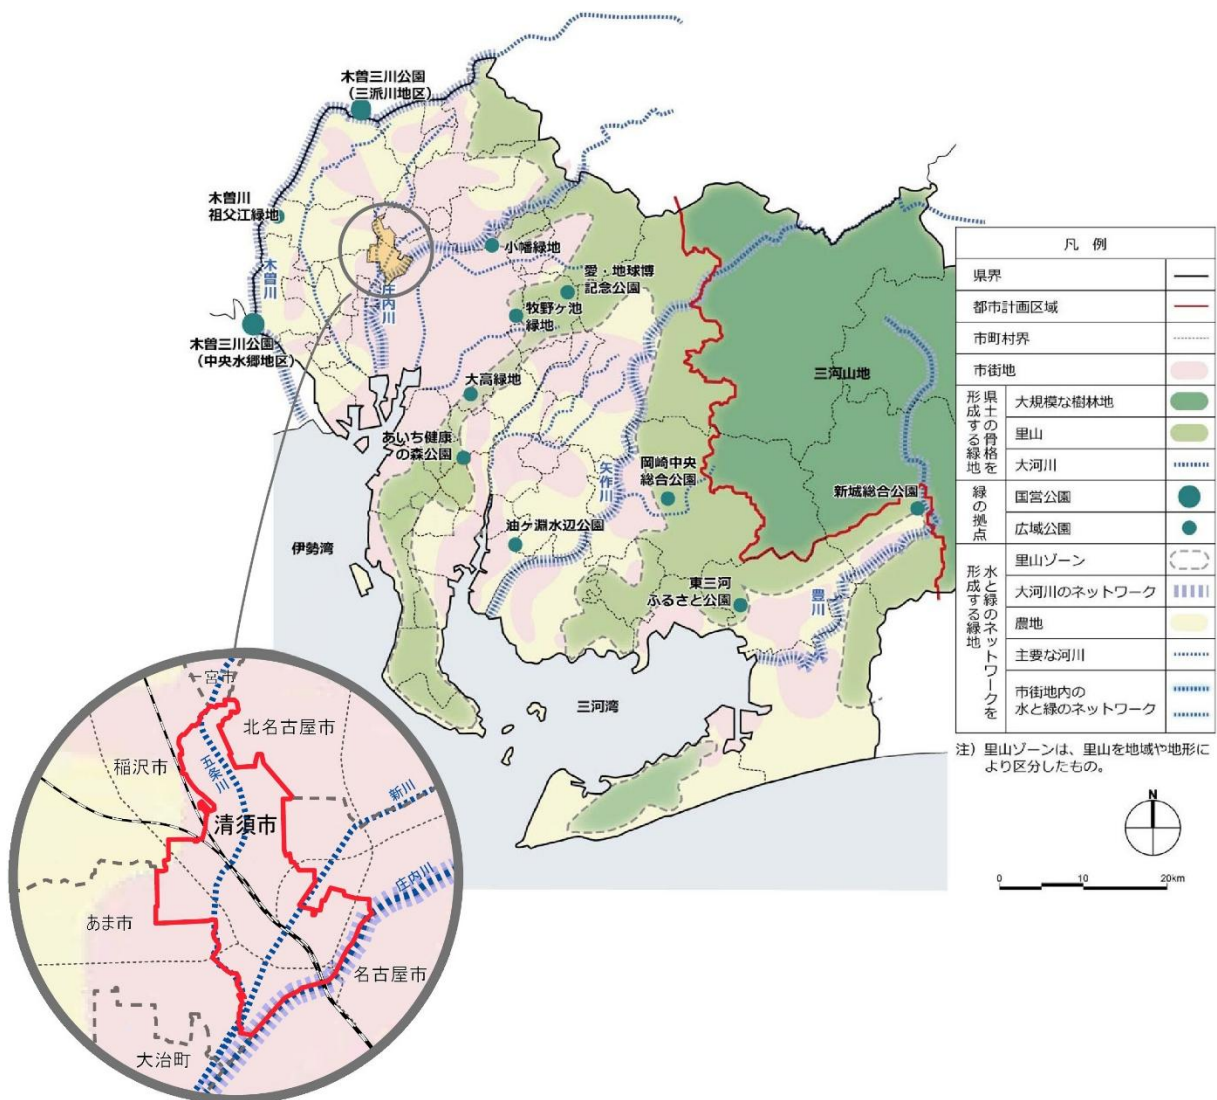 木曽三川公園
（三派川地区）
木曽川
祖父江緑地
木曽川
木曽三川公園
（中央水郷地区）
庄内川
小幡緑地
愛・地球博
記念公園
牧野ヶ池
緑地
大高緑地
あいち健康
の森公園
矢作川
岡崎中央
総合公園
三河山地
新城総合公園
油ヶ淵水辺公園
伊勢湾
東三河
ふるさと公園
豊川
三河湾
凡 例
県界
都市計画区域
市町村界
市街地
県土の骨格を
形成する緑地
大規模な樹林地
里山
大河川
緑の拠点
国営公園
広域公園
水と緑のネットワークを
形成する緑地
里山ゾーン
大河川のネットワーク
農地
主要な河川
市街地内の
水と緑のネットワーク
注）里山ゾーンは、里山を地域や地形に
より区分したもの。
N
0 10 20km
一宮市
北名古屋市
稲沢市
五条川
新川
清須市
庄内川
あま市
名古屋市
大治町